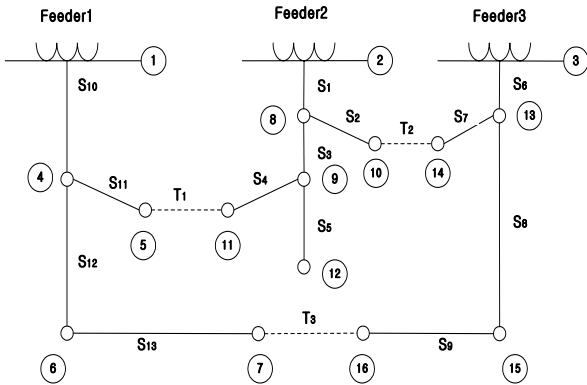 Feeder1 Feeder2 Feeder3
1 2 3
S10 S1 S6
8 S2 T2 S7 13
S3 10 14
4 S11 T1 S4 9
5 11 S5 S8
S12 12
T3
S13 S9
6 7 16 15